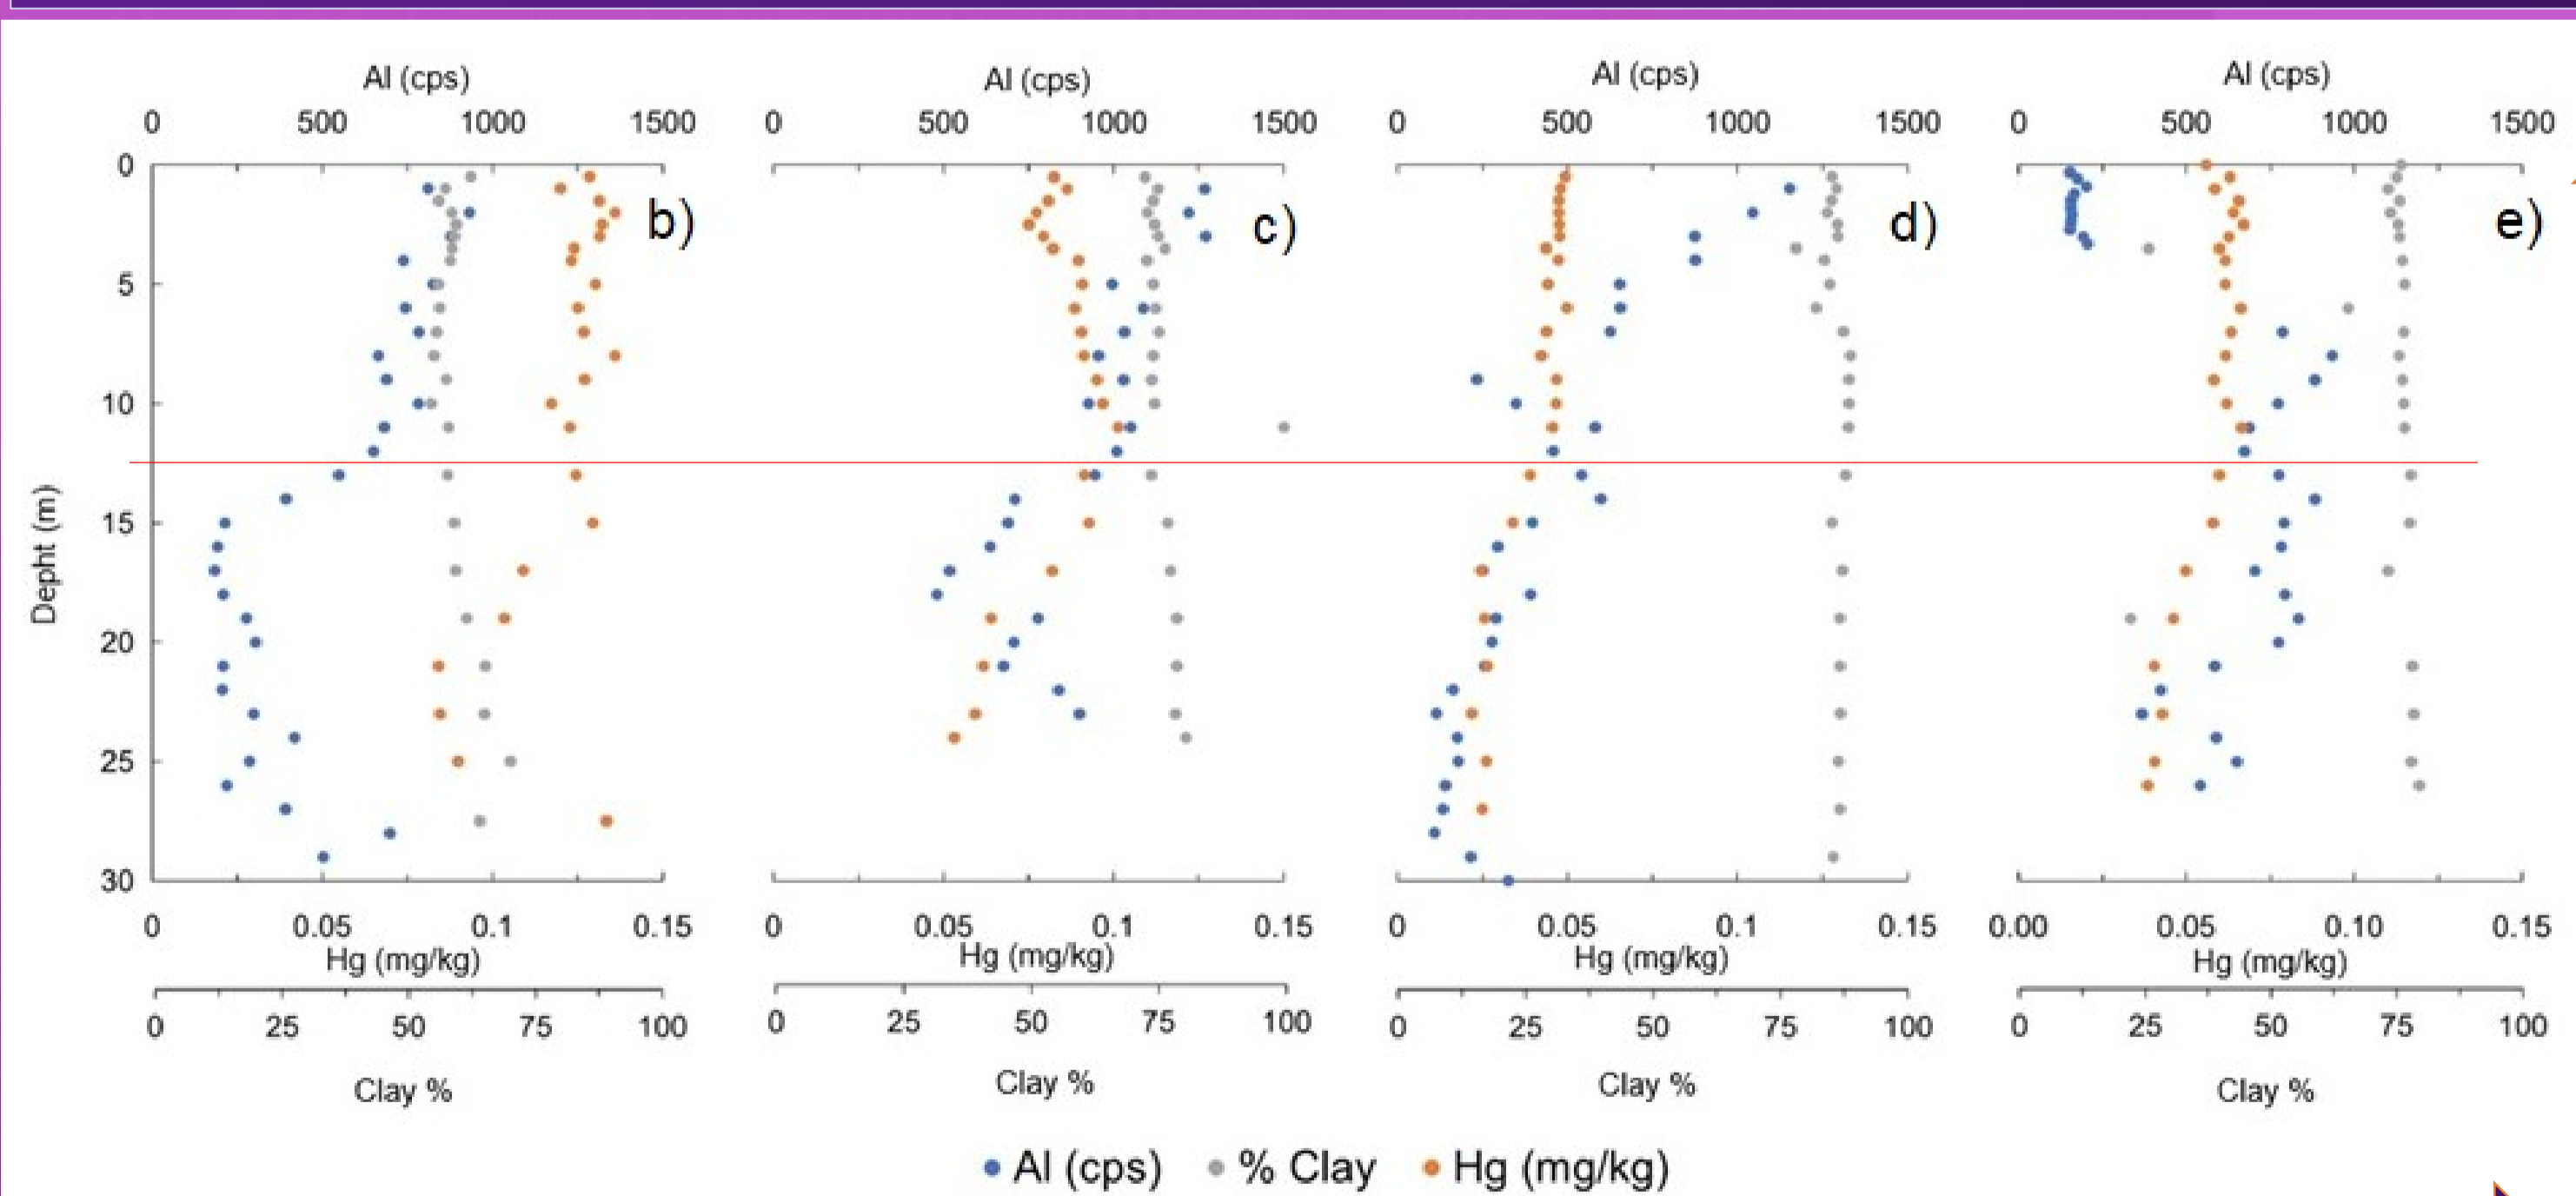 Al (cps) Al (cps) Al (cps) Al (cps)
0 500 1000 1500 0 500 1000 1500 0 500 1000 1500 0 500 1000 1500
0
b) c) d) e)
5
10
15
Depht (m)
20
25
30
0 0.05 0.1 0.15 0 0.05 0.1 0.15 0 0.05 0.1 0.15 0.00 0.05 0.10 0.15
Hg (mg/kg) Hg (mg/kg) Hg (mg/kg) Hg (mg/kg)
0 25 50 75 100 0 25 50 75 100 0 25 50 75 100 0 25 50 75 100
Clay % Clay % Clay % Clay %
Al (cps) % Clay Hg (mg/kg)